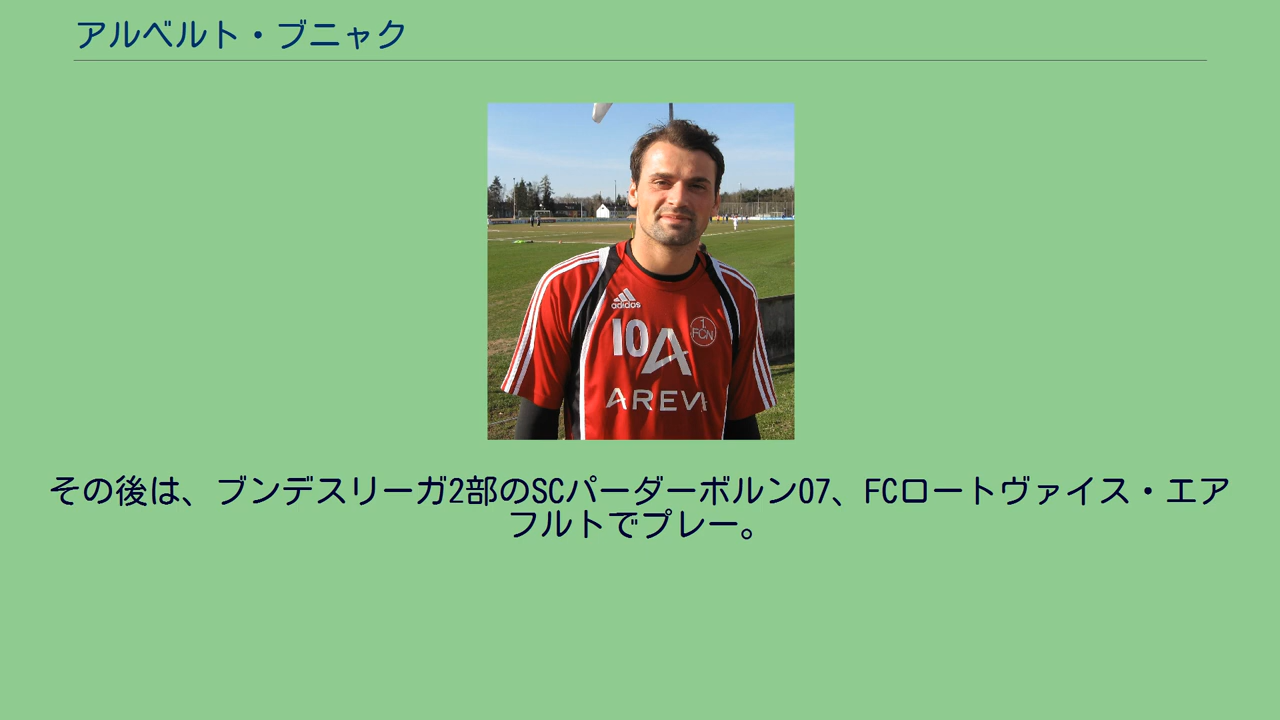 アルベルト・ブニャク
adidas
10
1.
FCN
AREV
その後は、ブンデスリーガ2部のSCパーダーボルン07、FCロートヴァイス・エア
フルトでプレー。